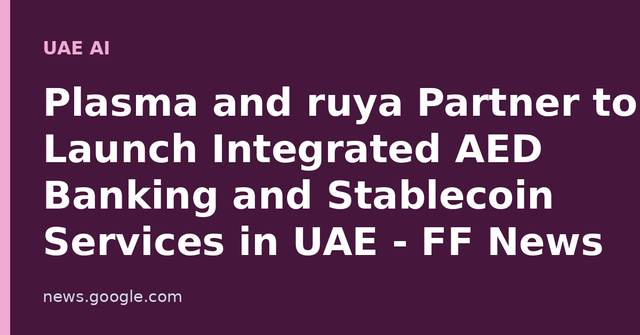 UAE AI
Plasma and ruya Partner to
Launch Integrated AED
Banking and Stablecoin
Services in UAE - FF News
news.google.com